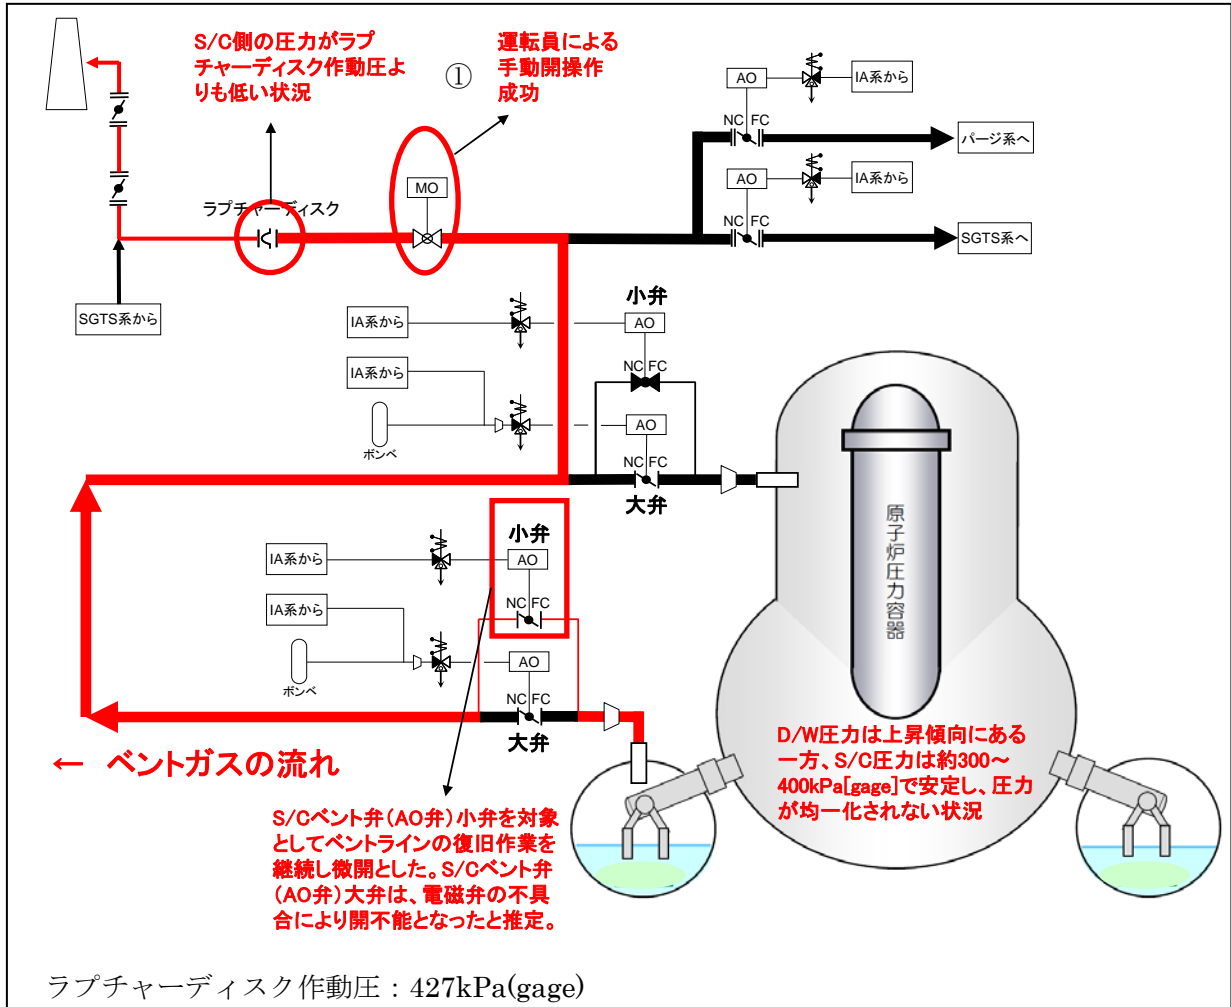 S/C側の圧力がラプ
チャーディスク作動圧よ
りも低い状況
①
運転員による
手動開操作
成功
AO
IA系から
NC FC
パージ系へ
AO
IA系から
NC FC
SGTS系へ
MO
ラプチャーディスク
SGTS系から
小弁
IA系から
AO
NC FC
IA系から
AO
ボンベ
NC FC
大弁
小弁
IA系から
AO
NC FC
IA系から
AO
ボンベ
NC FC
大弁
原子炉圧力容器
← ベントガスの流れ
D/W圧力は上昇傾向にある
一方、S/C圧力は約300～
400kPa[gage]で安定し、圧力
が均一化されない状況
S/Cベント弁(AO弁)小弁を対象
としてベントラインの復旧作業を
継続し微開とした。S/Cベント弁
(AO弁)大弁は、電磁弁の不具
合により開不能となったと推定。
ラプチャーディスク作動圧：427kPa(gage)